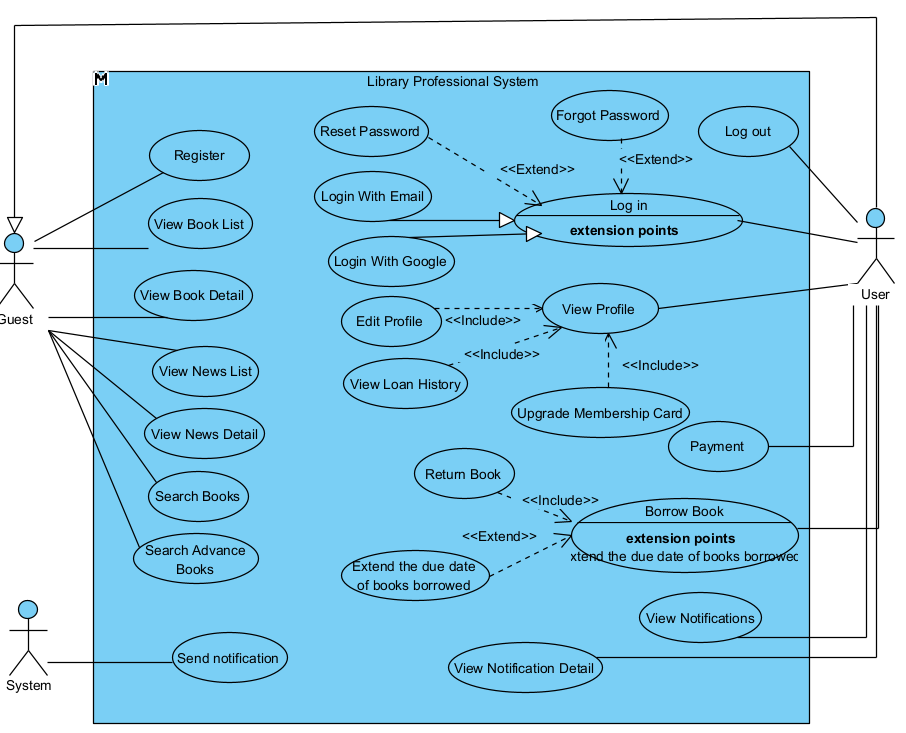 M
Library Professional System
Forgot Password
Reset Password
Log out
<<Extend>>
<<Extend>>
Register
Login With Email
Log in
extension points
View Book List
Login With Google
View Book Detail
View Profile
Edit Profile
<<Include>>
<<Include>>
View Loan History
<<Include>>
Upgrade Membership Card
View News List
View News Detail
Payment
Return Book
<<Include>>
Search Books
Borrow Book
extension points
xtend the due date of books borrowed
<<Extend>>
Search Advance
Books
Extend the due date
of books borrowed
View Notifications
Send notification
View Notification Detail
Guest
User
System